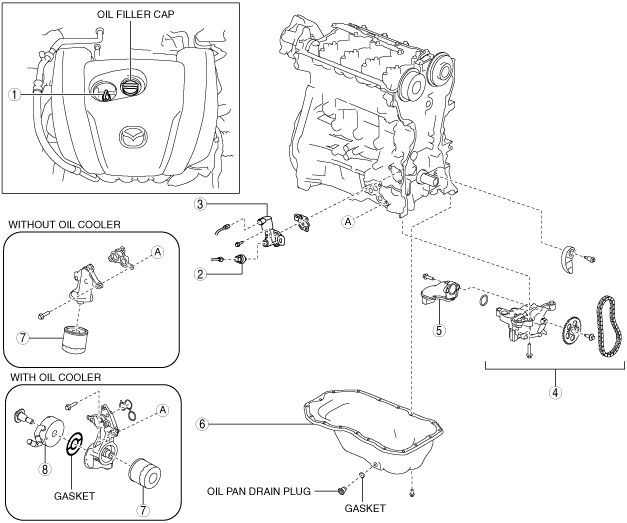 OIL FILLER CAP
1
3
A
WITHOUT OIL COOLER
A
2
7
5
4
WITH OIL COOLER
A
6
8
GASKET
7
OIL PAN DRAIN PLUG
GASKET